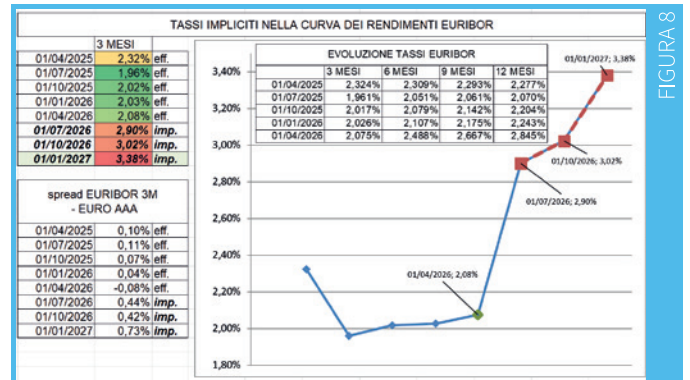 TASSI IMPLICITI NELLA CURVA DEI RENDIMENTI EURIBOR
FIGURA 8
3 MESI
01/04/2025 2,32% eff.
01/07/2025 1,96% eff.
01/10/2025 2,02% eff.
01/01/2026 2,03% eff.
01/04/2026 2,08% eff.
01/07/2026 2,90% imp.
01/10/2026 3,02% imp.
01/01/2027 3,38% imp.
spread EURIBOR 3M
- EURO AAA
01/04/2025 0,10% eff.
01/07/2025 0,11% eff.
01/10/2025 0,07% eff.
01/01/2026 0,04% eff.
01/04/2026 -0,08% eff.
01/07/2026 0,44% imp.
01/10/2026 0,42% imp.
01/01/2027 0,73% imp.
EVOLUZIONE TASSI EURIBOR
3 MESI 6 MESI 9 MESI 12 MESI
01/04/2025 2,324% 2,309% 2,293% 2,277%
01/07/2025 1,961% 2,051% 2,061% 2,070%
01/10/2025 2,017% 2,079% 2,142% 2,204%
01/01/2026 2,026% 2,107% 2,175% 2,243%
01/04/2026 2,075% 2,488% 2,667% 2,845%
3,40%
3,20%
3,00%
2,80%
2,60%
2,40%
2,20%
2,00%
1,80%
01/01/2027; 3,38%
01/10/2026; 3,02%
01/07/2026; 2,90%
01/04/2026; 2,08%